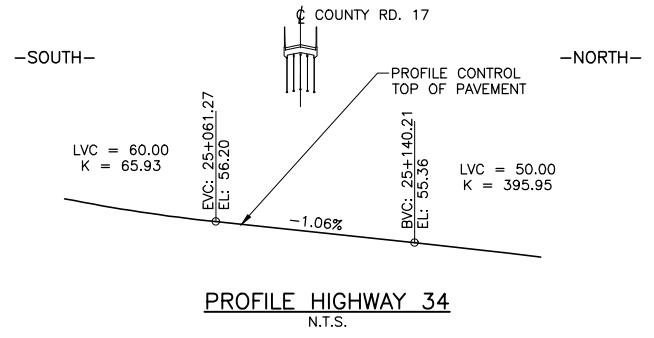 ℄ COUNTY RD. 17
-SOUTH-
-NORTH-
PROFILE CONTROL
TOP OF PAVEMENT
LVC = 60.00
K = 65.93
EVC: 25+061.27
EL: 56.20
BVC: 25+140.21
EL: 55.36
LVC = 50.00
K = 395.95
-1.06%
PROFILE HIGHWAY 34
N.T.S.